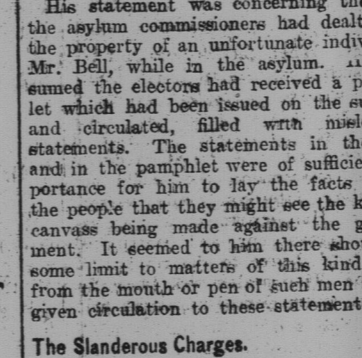 His statement was concerning the
the asylum commissioners had dealt
the property of an unfortunate indiv
Mr. Bell, while in the asylum.
sumed the electors had received a p
let which had been issued on the su
and circulated, filled with misle
statements. The statements in th
and in the pamphlet were of sufficie
portance for him to lay the facts
the people that they might see the k
canvass being made against the g
ment. It seemed to him there sho
some limit to matters of this kind
from the mouth or pen of such men
given circulation to these statement
The Slanderous Charges.